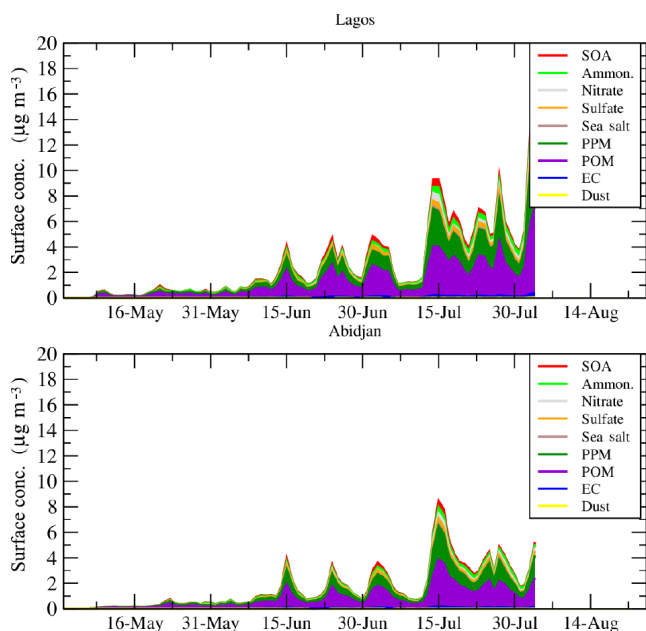 Lagos
Surface conc. (μg m⁻³)
20
18
16
14
12
10
8
6
4
2
0
SOA
Ammon.
Nitrate
Sulfate
Sea salt
PPM
POM
EC
Dust
16-May 31-May 15-Jun 30-Jun 15-Jul 30-Jul 14-Aug
Abidjan
Surface conc. (μg m⁻³)
20
18
16
14
12
10
8
6
4
2
0
SOA
Ammon.
Nitrate
Sulfate
Sea salt
PPM
POM
EC
Dust
16-May 31-May 15-Jun 30-Jun 15-Jul 30-Jul 14-Aug